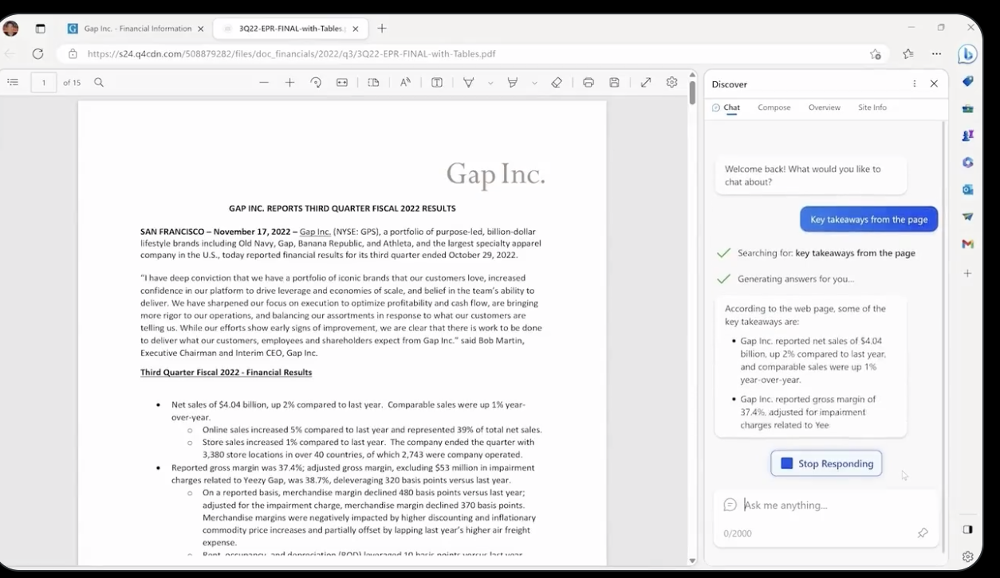 Gap Inc. - Financial Information
3Q22-EPR-FINAL-with-Tables.
https://s24.q4cdn.com/508879282/files/doc_financials/2022/q3/3Q22-EPR-FINAL-with-Tables.pdf
1 of 15
Gap Inc.
GAP INC. REPORTS THIRD QUARTER FISCAL 2022 RESULTS
SAN FRANCISCO – November 17, 2022 – Gap Inc. (NYSE: GPS), a portfolio of purpose-led, billion-dollar
lifestyle brands including Old Navy, Gap, Banana Republic, and Athleta, and the largest specialty apparel
company in the U.S., today reported financial results for its third quarter ended October 29, 2022.
"I have deep conviction that we have a portfolio of iconic brands that our customers love, increased
confidence in our platform to drive leverage and economies of scale, and belief in the team's ability to
deliver. We have sharpened our focus on execution to optimize profitability and cash flow, are bringing
more rigor to our operations, and balancing our assortments in response to what our customers are
telling us. While our efforts show early signs of improvement, we are clear that there is work to be done
to deliver what our customers, employees and shareholders expect from Gap Inc." said Bob Martin,
Executive Chairman and Interim CEO, Gap Inc.
Third Quarter Fiscal 2022 - Financial Results
• Net sales of $4.04 billion, up 2% compared to last year. Comparable sales were up 1% year-
over-year.
o Online sales increased 5% compared to last year and represented 39% of total net sales.
o Store sales increased 1% compared to last year. The company ended the quarter with
3,380 store locations in over 40 countries, of which 2,743 were company operated.
• Reported gross margin was 37.4%; adjusted gross margin, excluding $53 million in impairment
charges related to Yeezy Gap, was 38.7%, deleveraging 320 basis points versus last year.
o On a reported basis, merchandise margin declined 480 basis points versus last year;
adjusted for the impairment charge, merchandise margin declined 370 basis points.
Merchandise margins were negatively impacted by higher discounting and inflationary
commodity price increases and partially offset by lapping last year's higher air freight
expense.
o Rent, occupancy, and depreciation (ROD) leveraged 10 basis points versus last year
Discover
Chat Compose Overview Site Info
Welcome back! What would you like to
chat about?
Key takeaways from the page
Searching for: key takeaways from the page
Generating answers for you...
According to the web page, some of the
key takeaways are:
• Gap Inc. reported net sales of $4.04
billion, up 2% compared to last year,
and comparable sales were up 1%
year-over-year.
• Gap Inc. reported gross margin of
37.4%, adjusted for impairment
charges related to Yee
Stop Responding
Ask me anything...
0/2000